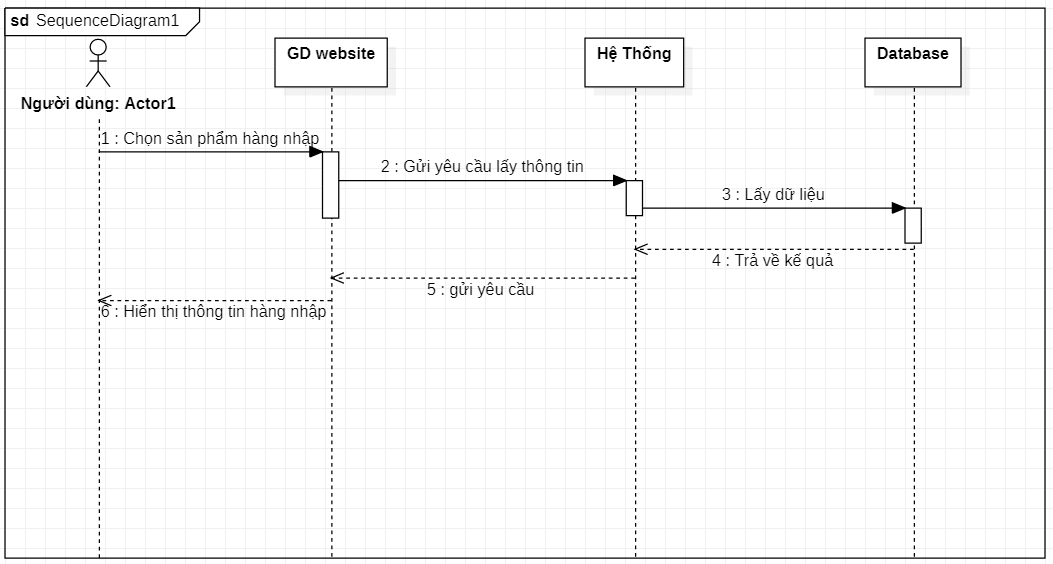 sd SequenceDiagram1
GD website
Hệ Thống
Database
Người dùng: Actor1
1 : Chọn sản phẩm hàng nhập
2 : Gửi yêu cầu lấy thông tin
3 : Lấy dữ liệu
4 : Trả về kế quả
5 : gửi yêu cầu
6 : Hiển thị thông tin hàng nhập